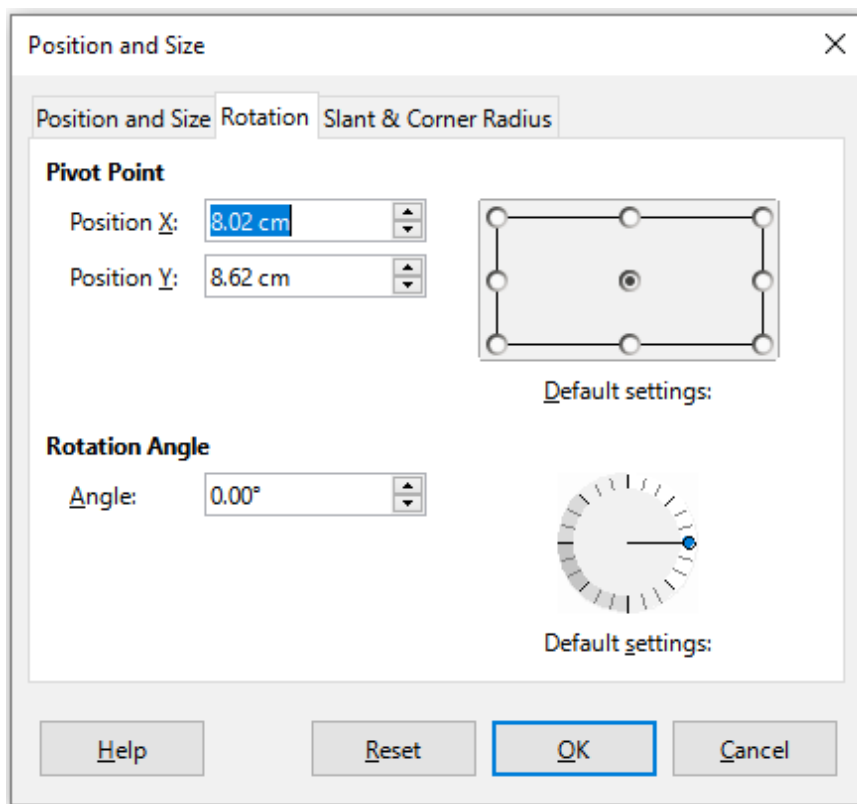 Position and Size
Position and Size Rotation Slant & Corner Radius
Pivot Point
Position X: 8.02 cm
Position Y: 8.62 cm
Default settings:
Rotation Angle
Angle: 0.00°
Default settings:
Help Reset OK Cancel